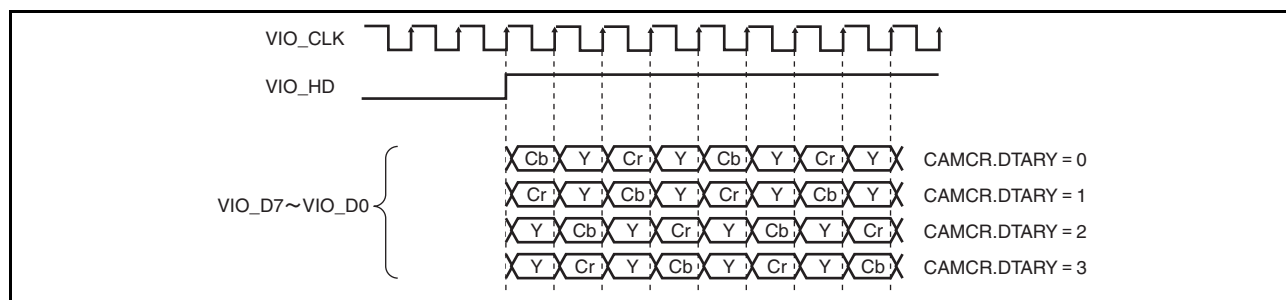 VIO_CLK
VIO_HD
VIO_D7～VIO_D0
Cb Y Cr Y Cb Y Cr Y CAMCR.DTARY = 0
Cr Y Cb Y Cr Y Cb Y CAMCR.DTARY = 1
Y Cb Y Cr Y Cb Y Cr CAMCR.DTARY = 2
Y Cr Y Cb Y Cr Y Cb CAMCR.DTARY = 3